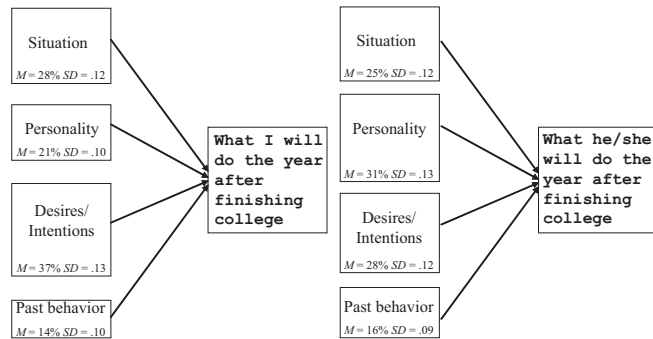 Situation
M = 28% SD = .12
Personality
M = 21% SD = .10
Desires/
Intentions
M = 37% SD = .13
Past behavior
M = 14% SD = .10
What I will
do the year
after
finishing
college
Situation
M = 25% SD = .12
Personality
M = 31% SD = .13
Desires/
Intentions
M = 28% SD = .12
Past behavior
M = 16% SD = .09
What he/she
will do the
year after
finishing
college